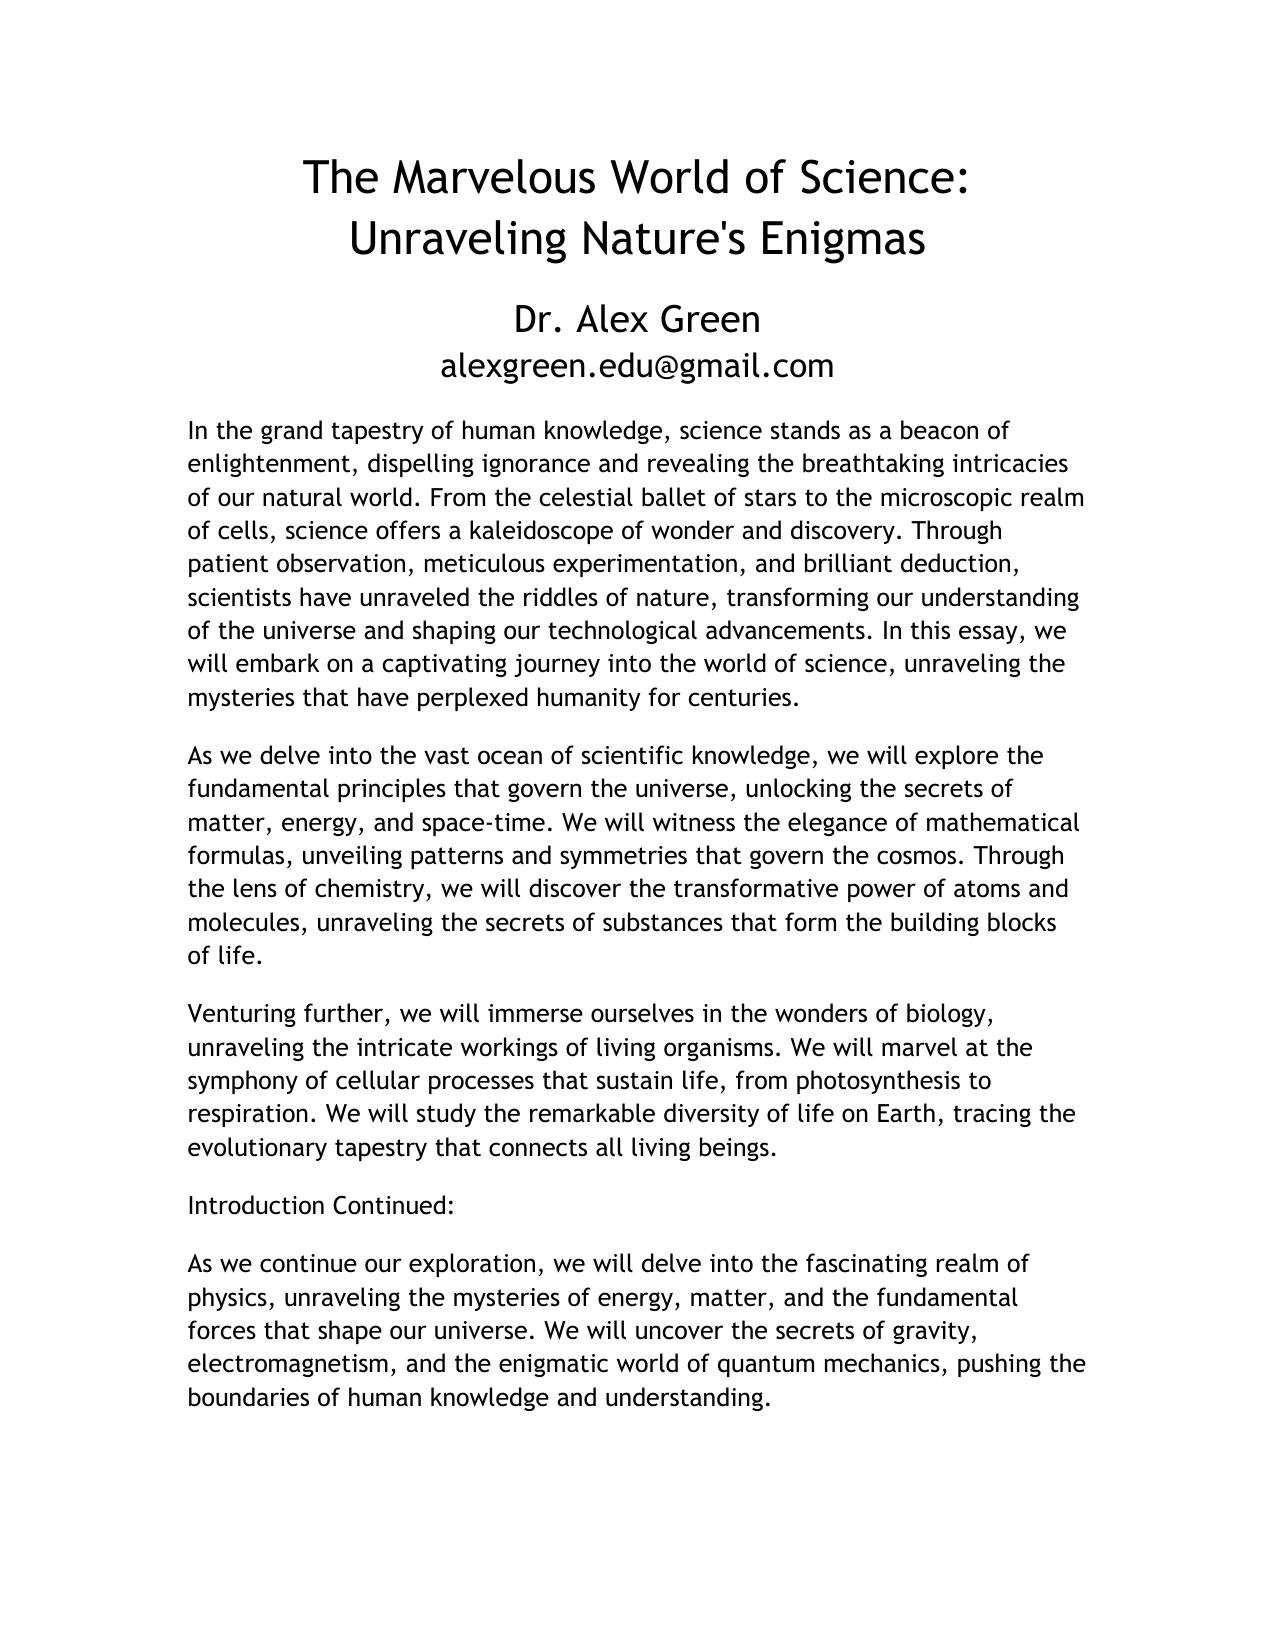 The Marvelous World of Science:
Unraveling Nature's Enigmas
Dr. Alex Green
alexgreen.edu@gmail.com
In the grand tapestry of human knowledge, science stands as a beacon of
enlightenment, dispelling ignorance and revealing the breathtaking intricacies
of our natural world. From the celestial ballet of stars to the microscopic realm
of cells, science offers a kaleidoscope of wonder and discovery. Through
patient observation, meticulous experimentation, and brilliant deduction,
scientists have unraveled the riddles of nature, transforming our understanding
of the universe and shaping our technological advancements. In this essay, we
will embark on a captivating journey into the world of science, unraveling the
mysteries that have perplexed humanity for centuries.
As we delve into the vast ocean of scientific knowledge, we will explore the
fundamental principles that govern the universe, unlocking the secrets of
matter, energy, and space-time. We will witness the elegance of mathematical
formulas, unveiling patterns and symmetries that govern the cosmos. Through
the lens of chemistry, we will discover the transformative power of atoms and
molecules, unraveling the secrets of substances that form the building blocks
of life.
Venturing further, we will immerse ourselves in the wonders of biology,
unraveling the intricate workings of living organisms. We will marvel at the
symphony of cellular processes that sustain life, from photosynthesis to
respiration. We will study the remarkable diversity of life on Earth, tracing the
evolutionary tapestry that connects all living beings.
Introduction Continued:
As we continue our exploration, we will delve into the fascinating realm of
physics, unraveling the mysteries of energy, matter, and the fundamental
forces that shape our universe. We will uncover the secrets of gravity,
electromagnetism, and the enigmatic world of quantum mechanics, pushing the
boundaries of human knowledge and understanding.